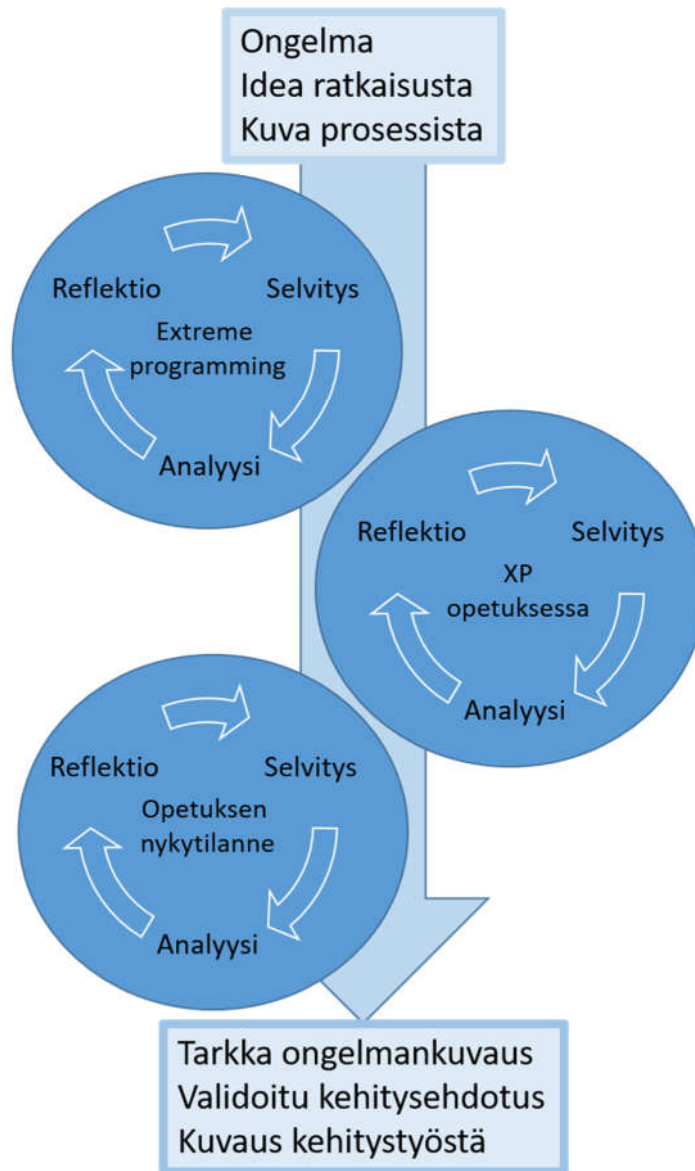 Ongelma
Idea ratkaisusta
Kuva prosessista
Reflektio
Selvitys
Extreme
programming
Analyysi
Reflektio
Selvitys
XP
opetuksessa
Analyysi
Reflektio
Selvitys
Opetuksen
nykytilanne
Analyysi
Tarkka ongelmankuvaus
Validoitu kehitysehdotus
Kuvaus kehitystyöstä